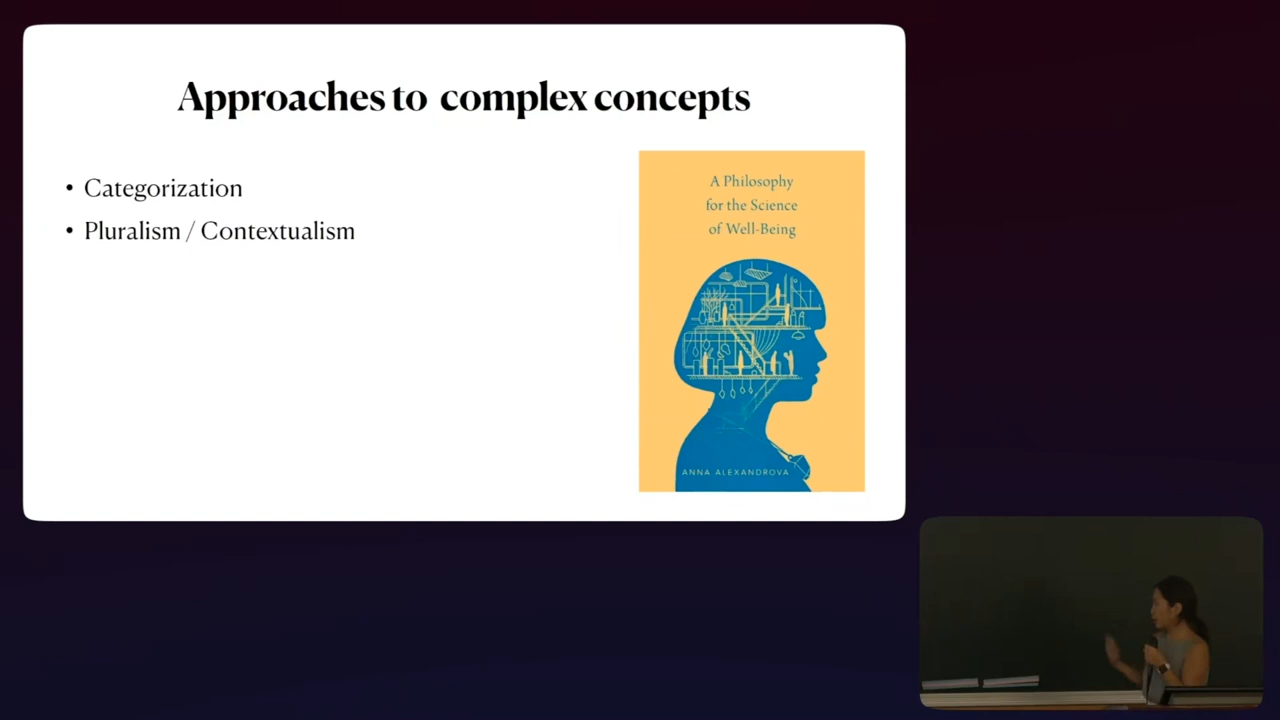 Approaches to complex concepts
• Categorization
• Pluralism / Contextualism
A Philosophy
for the Science
of Well-Being
ANNA ALEXANDROVA